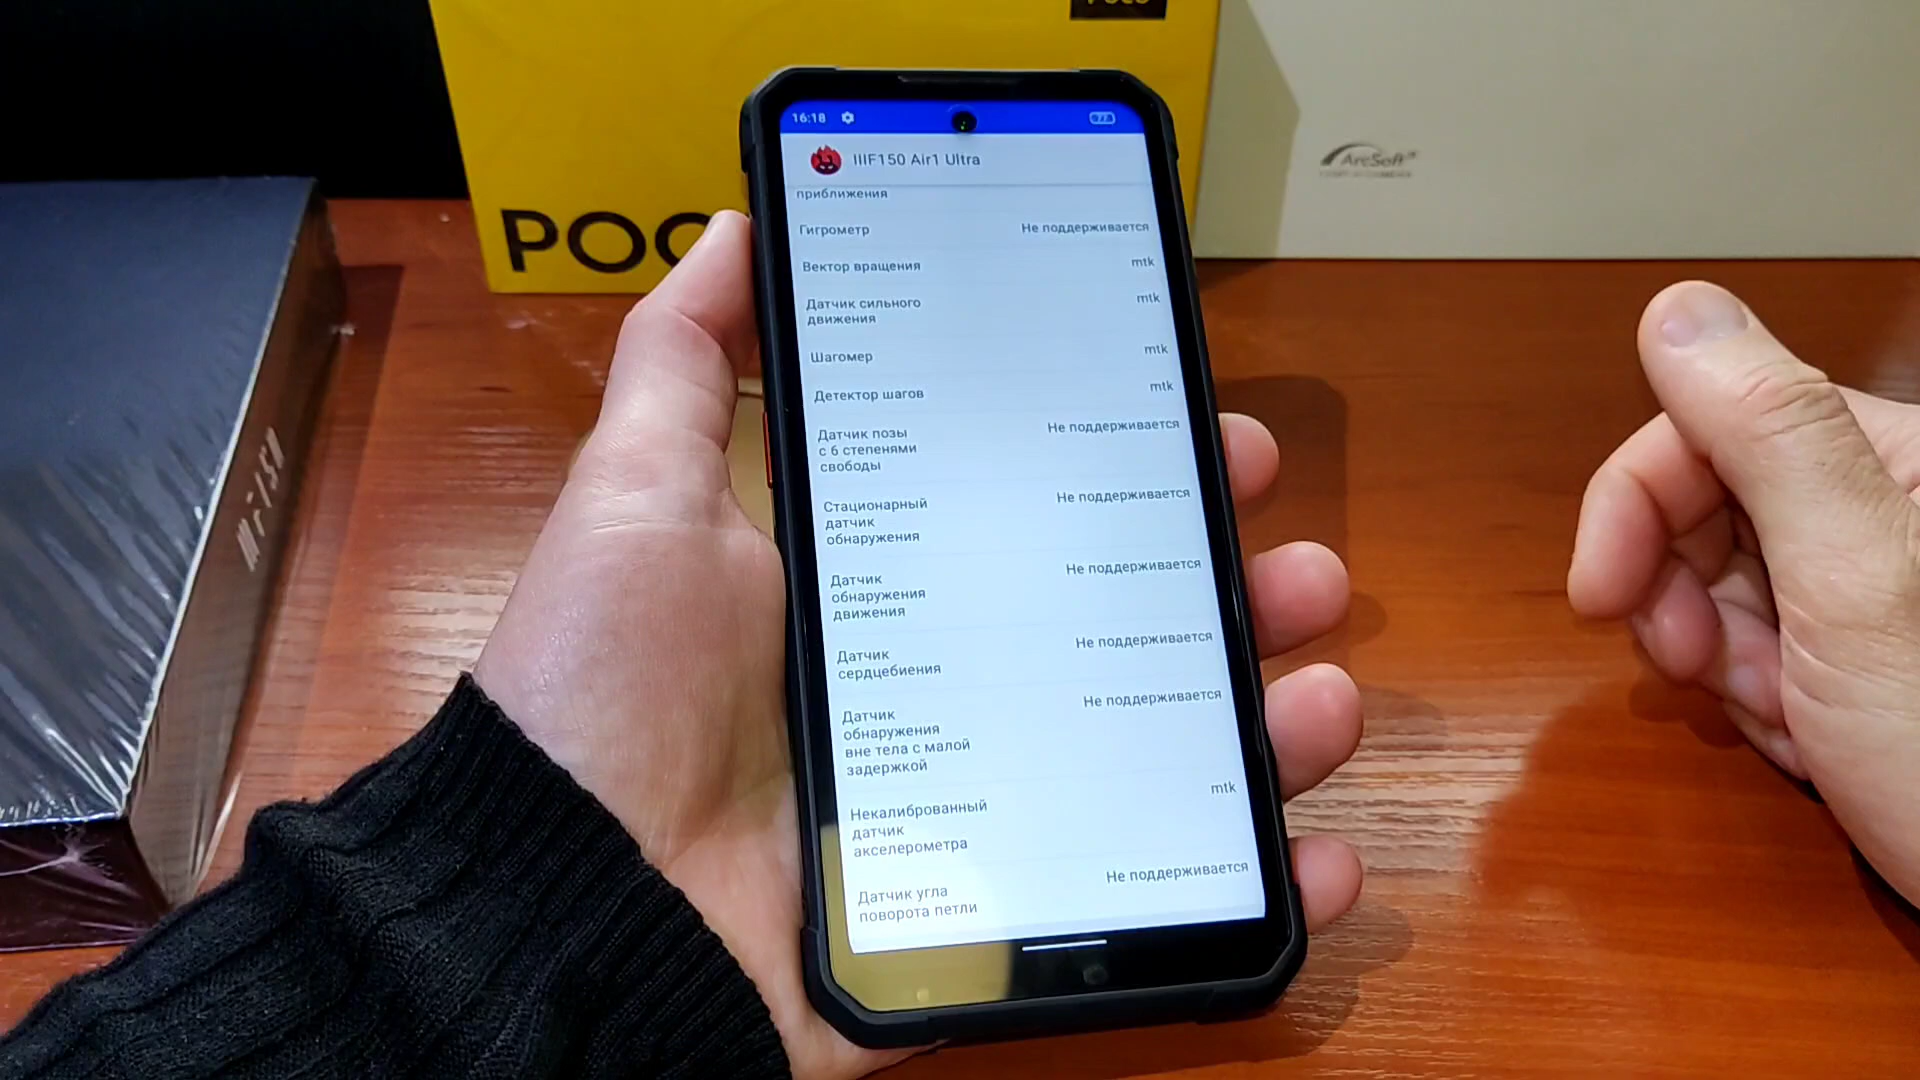 POCO
ArcSoft
16:18
77
IIIF150 Air1 Ultra
приближения
Гигрометр Не поддерживается
Вектор вращения mtk
Датчик сильного mtk
движения
Шагомер mtk
Детектор шагов mtk
Датчик позы Не поддерживается
с 6 степенями
свободы
Стационарный Не поддерживается
датчик
обнаружения
Датчик Не поддерживается
обнаружения
движения
Датчик Не поддерживается
сердцебиения
Датчик Не поддерживается
обнаружения
вне тела с малой
задержкой
Некалиброванный mtk
датчик
акселерометра
Датчик угла Не поддерживается
поворота петли
POC
IIIF150